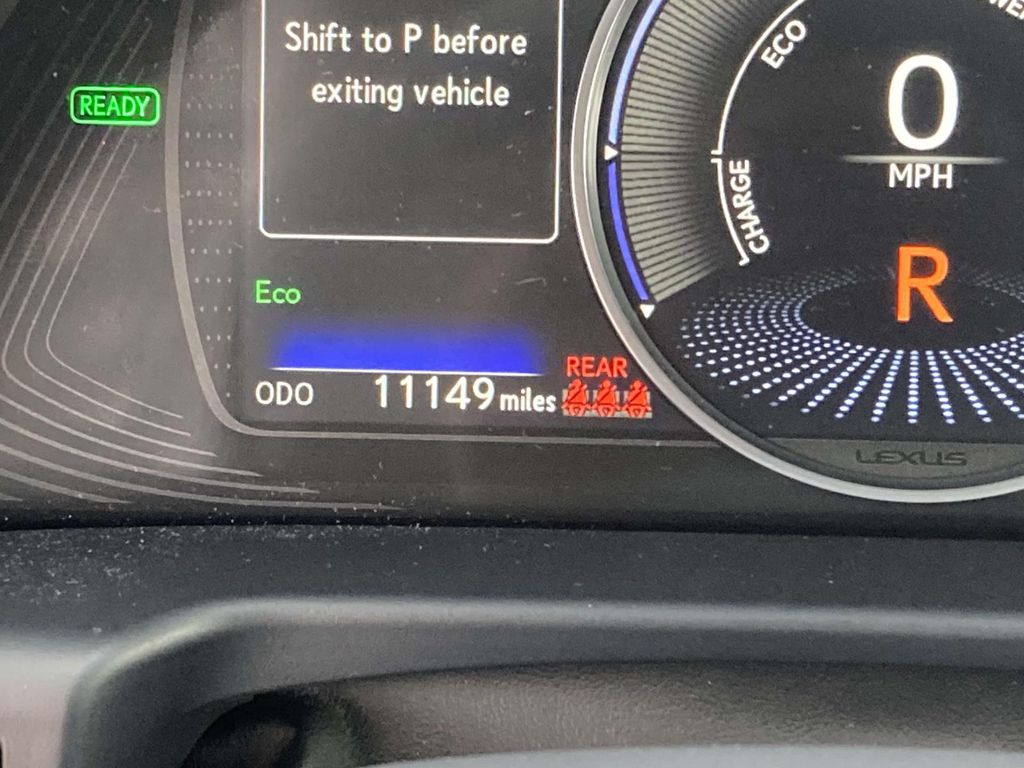 Shift to P before
exiting vehicle
READY
ECO
0
MPH
CHARGE
R
Eco
REAR
ODO 11149 miles
LEXUS